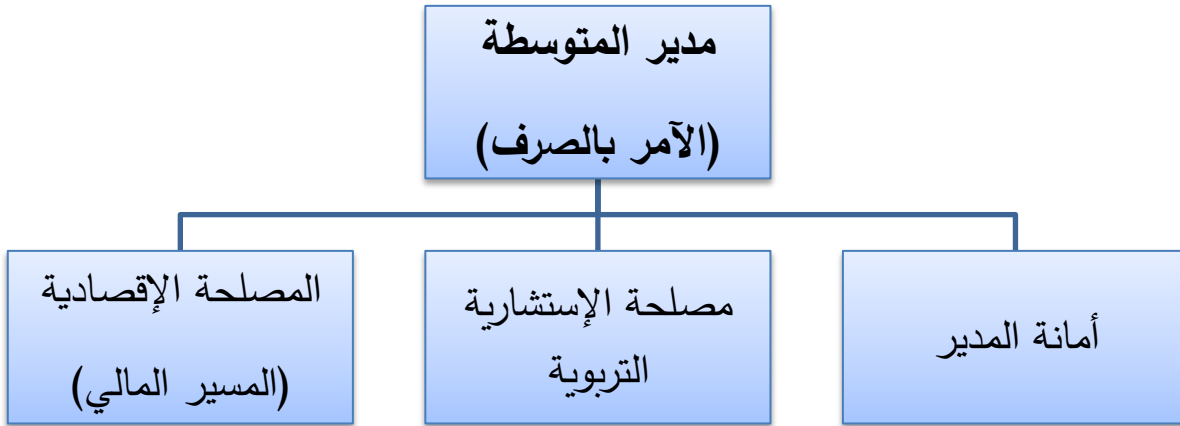 مدير المتوسطة
(الآمر بالصرف)
أمانة المدير
مصلحة الإستشارية
التربوية
المصلحة الإقصادية
(المسير المالي)